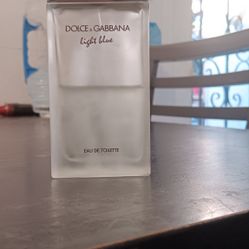 DOLCE & GABBANA
light blue
EAU DE TOILETTE